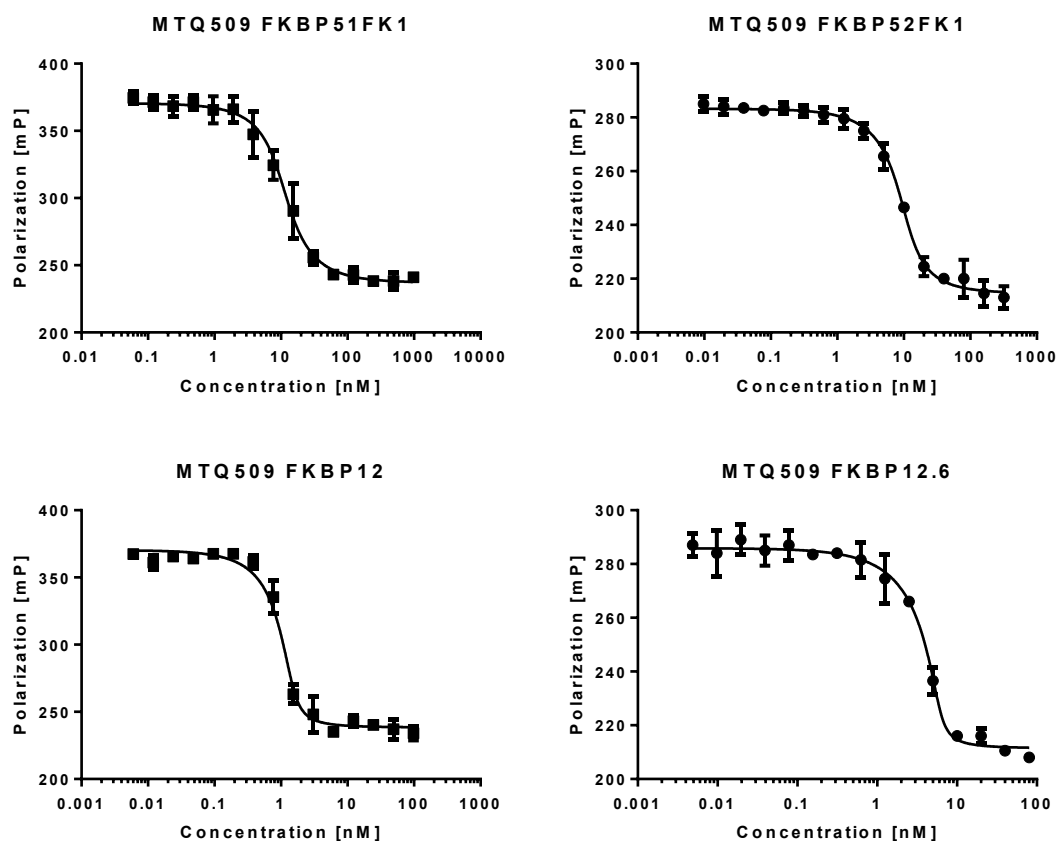 MTQ509 FKBP51FK1
Polarization [mP]
400
350
300
250
200
0.01 0.1 1 10 100 1000 10000
Concentration [nM]
MTQ509 FKBP52FK1
Polarization [mP]
300
280
260
240
220
200
0.001 0.01 0.1 1 10 100 1000
Concentration [nM]
MTQ509 FKBP12
Polarization [mP]
400
350
300
250
200
0.001 0.01 0.1 1 10 100 1000
Concentration [nM]
MTQ509 FKBP12.6
Polarization [mP]
300
280
260
240
220
200
0.001 0.01 0.1 1 10 100
Concentration [nM]